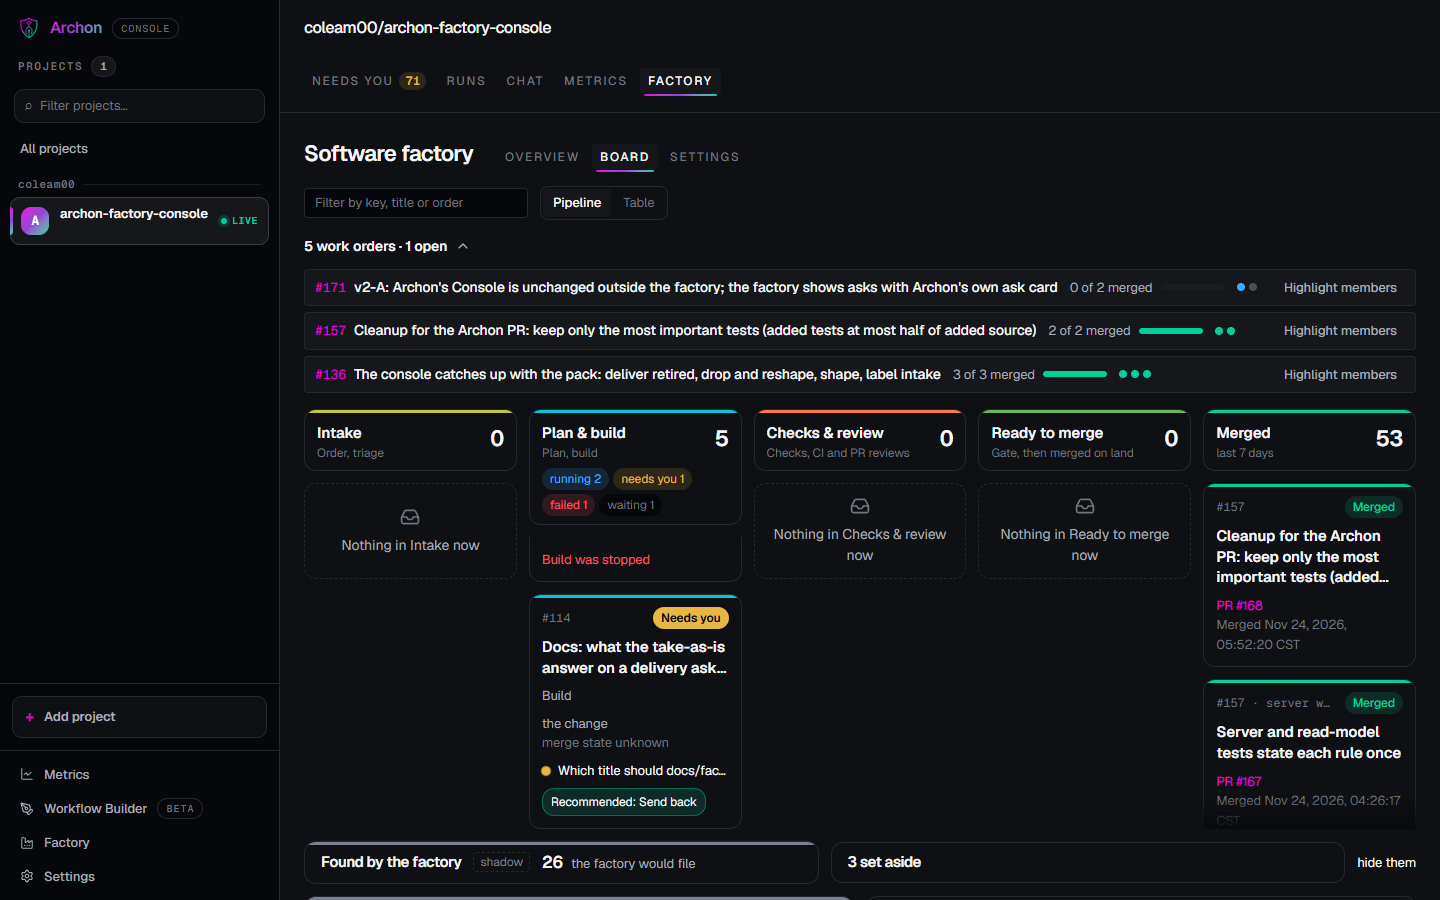 Archon CONSOLE
PROJECTS 1
Filter projects...
All projects
coleam00
A archon-factory-console LIVE
Add project
Metrics
Workflow Builder BETA
Factory
Settings
coleam00/archon-factory-console
NEEDS YOU 71 RUNS CHAT METRICS FACTORY
Software factory OVERVIEW BOARD SETTINGS
Filter by key, title or order Pipeline Table
5 work orders · 1 open
#171 v2-A: Archon's Console is unchanged outside the factory; the factory shows asks with Archon's own ask card 0 of 2 merged Highlight members
#157 Cleanup for the Archon PR: keep only the most important tests (added tests at most half of added source) 2 of 2 merged Highlight members
#136 The console catches up with the pack: deliver retired, drop and reshape, shape, label intake 3 of 3 merged Highlight members
Intake 0
Order, triage
Nothing in Intake now
Plan & build 5
Plan, build
running 2 needs you 1
failed 1 waiting 1
Build was stopped
#114 Needs you
Docs: what the take-as-is
answer on a delivery ask...
Build
the change
merge state unknown
Which title should docs/fac...
Recommended: Send back
Checks & review 0
Checks, CI and PR reviews
Nothing in Checks & review
now
Ready to merge 0
Gate, then merged on land
Nothing in Ready to merge
now
Merged 53
last 7 days
#157 Merged
Cleanup for the Archon
PR: keep only the most
important tests (added...
PR #168
Merged Nov 24, 2026,
05:52:20 CST
#157 · server w... Merged
Server and read-model
tests state each rule once
PR #167
Merged Nov 24, 2026, 04:26:17
CST
Found by the factory shadow 26 the factory would file
3 set aside hide them